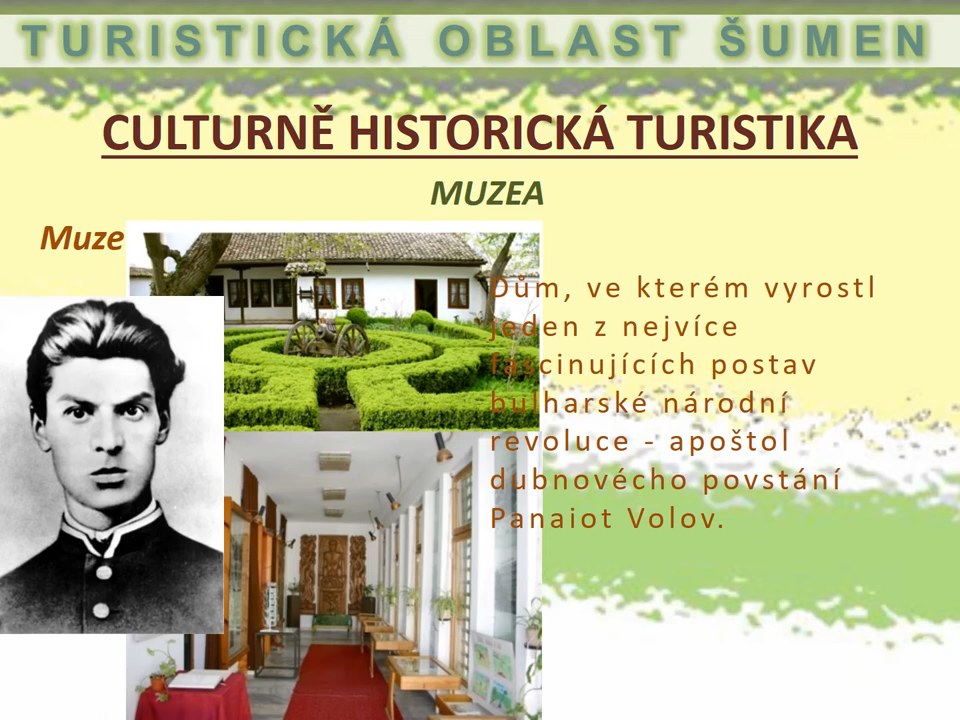 TURISTICKÁ OBLAST ŠUMEN
CULTURNĚ HISTORICKÁ TURISTIKA
MUZEA
Muze
Dům, ve kterém vyrostl
jeden z nejvíce
fascinujících postav
bulharské národní
revoluce - apoštol
dubnovécho povstání
Panaiot Volov.